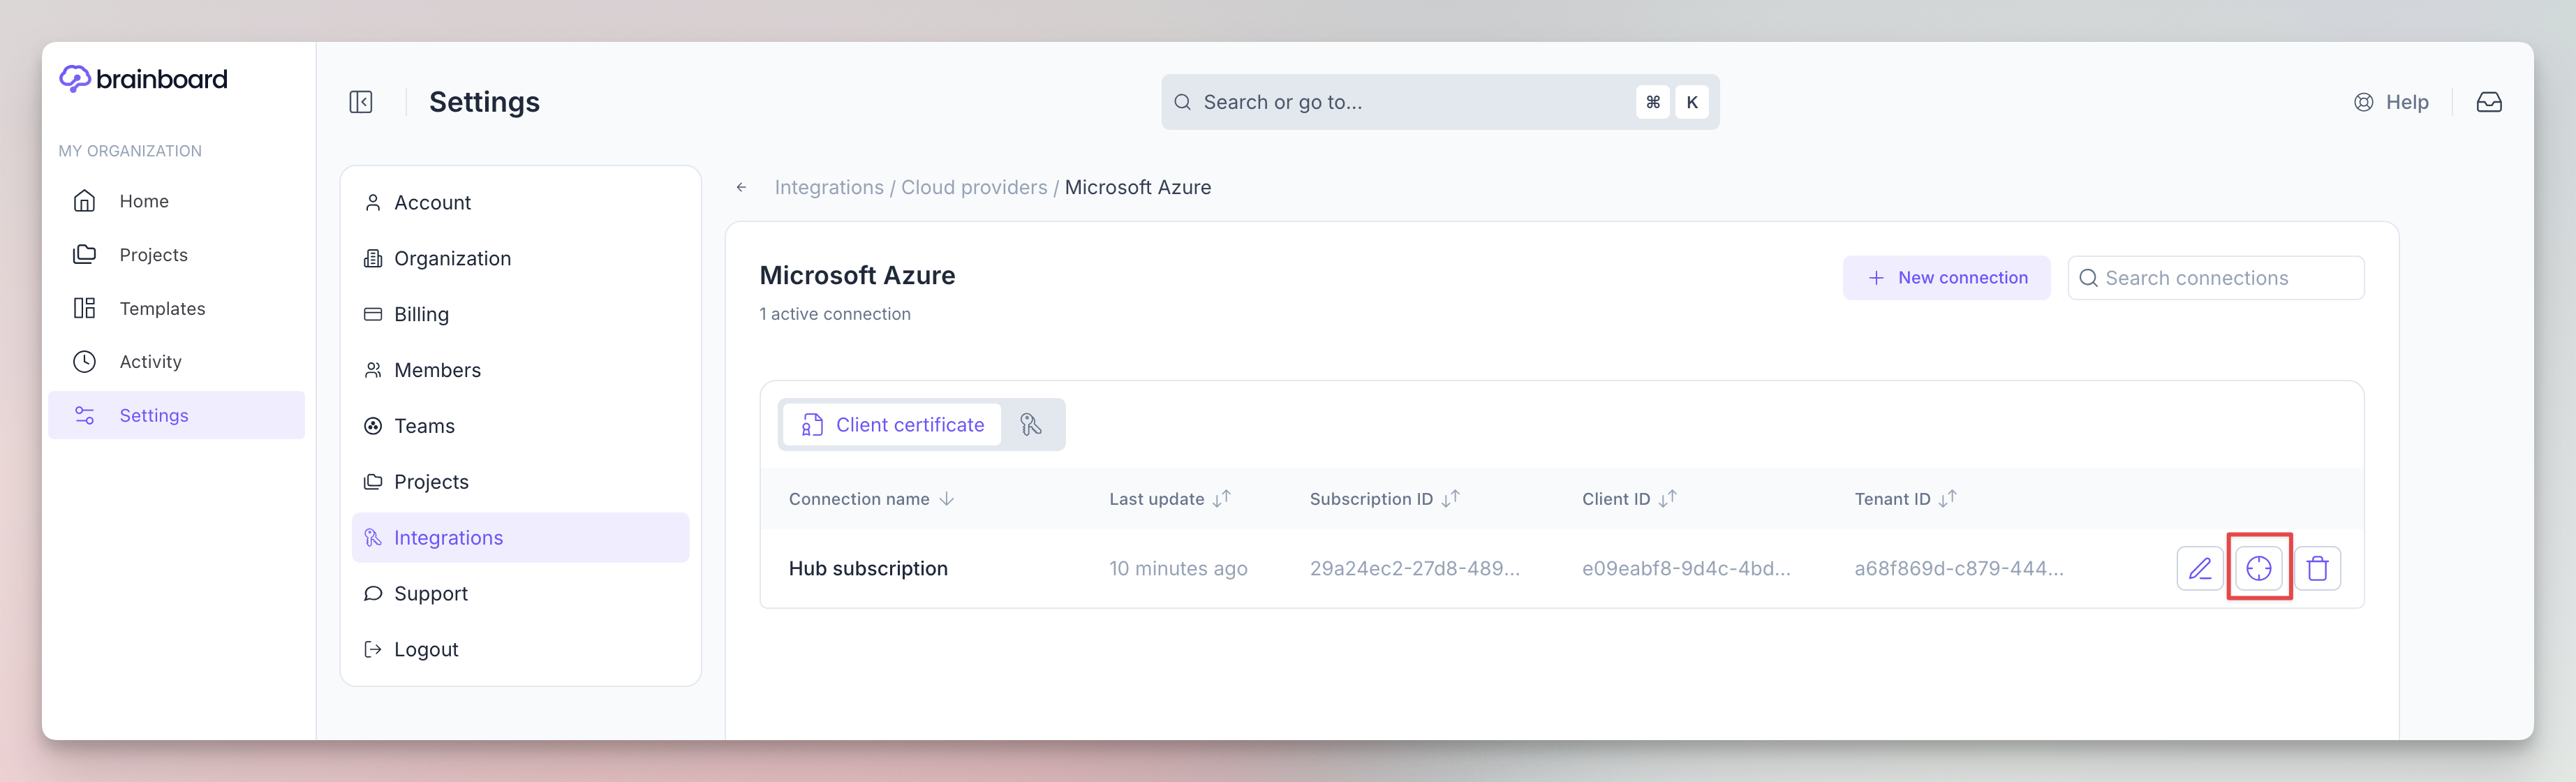 brainboard
Settings
Search or go to...
⌘ K
Help
MY ORGANIZATION
Home
Projects
Templates
Activity
Settings
Account
Organization
Billing
Members
Teams
Projects
Integrations
Support
Logout
Integrations / Cloud providers / Microsoft Azure
Microsoft Azure
1 active connection
New connection
Search connections
Client certificate
Connection name Last update Subscription ID Client ID Tenant ID
Hub subscription 10 minutes ago 29a24ec2-27d8-489... e09eabf8-9d4c-4bd... a68f869d-c879-444...